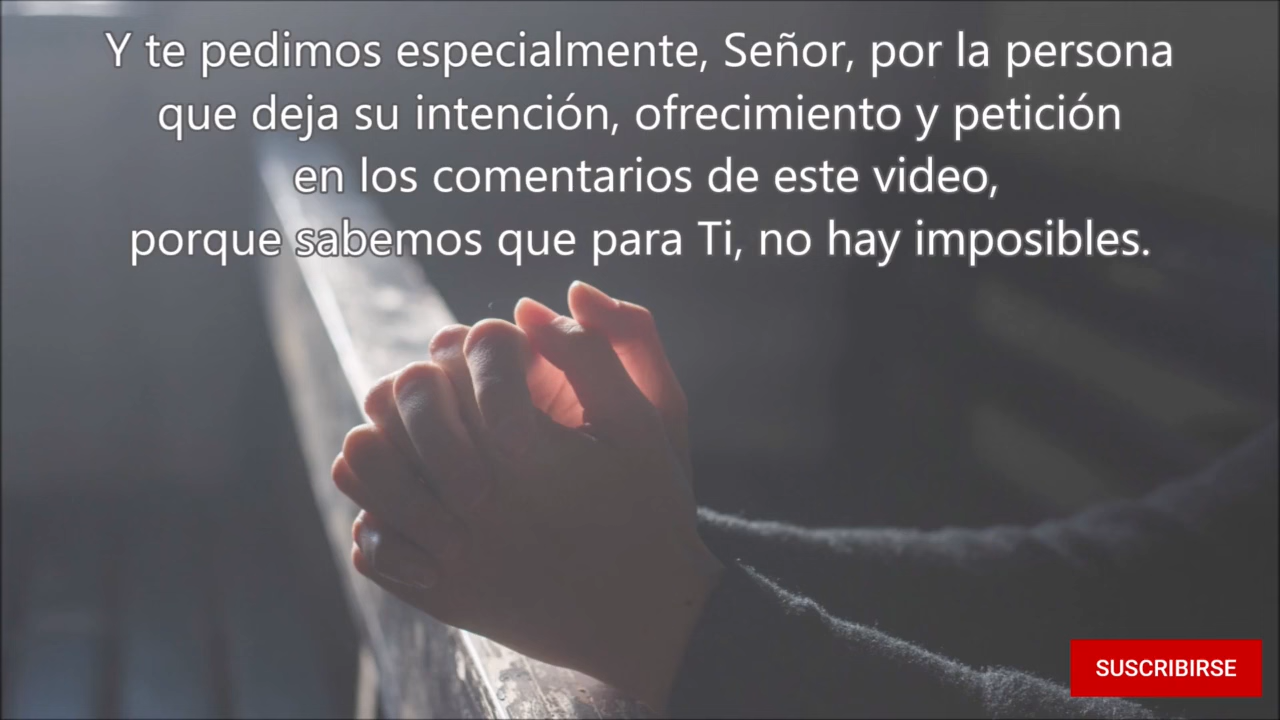 Y te pedimos especialmente, Señor, por la persona
que deja su intención, ofrecimiento y petición
en los comentarios de este video,
porque sabemos que para Ti, no hay imposibles.
SUSCRIBIRSE